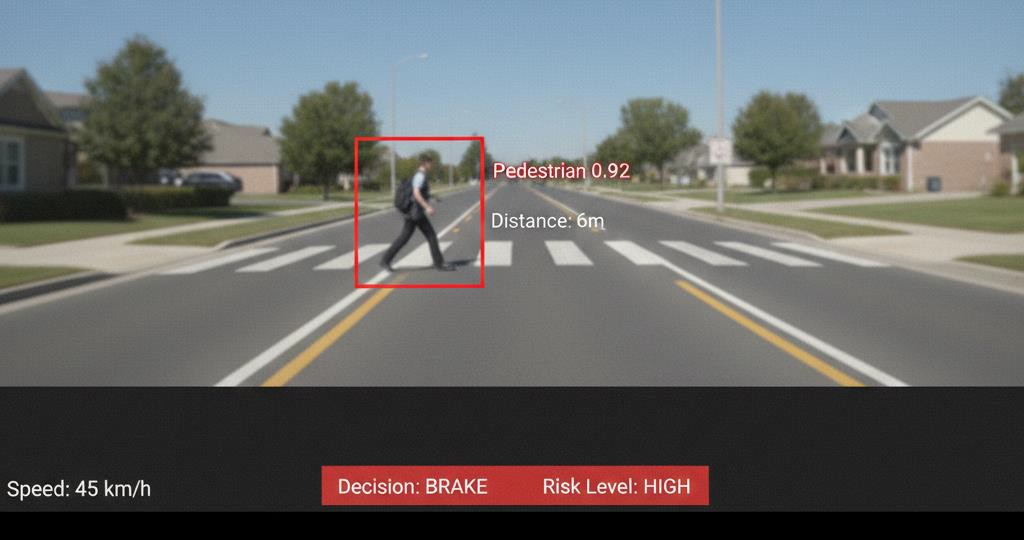 Pedestrian 0.92
Distance: 6m
Speed: 45 km/h
Decision: BRAKE Risk Level: HIGH